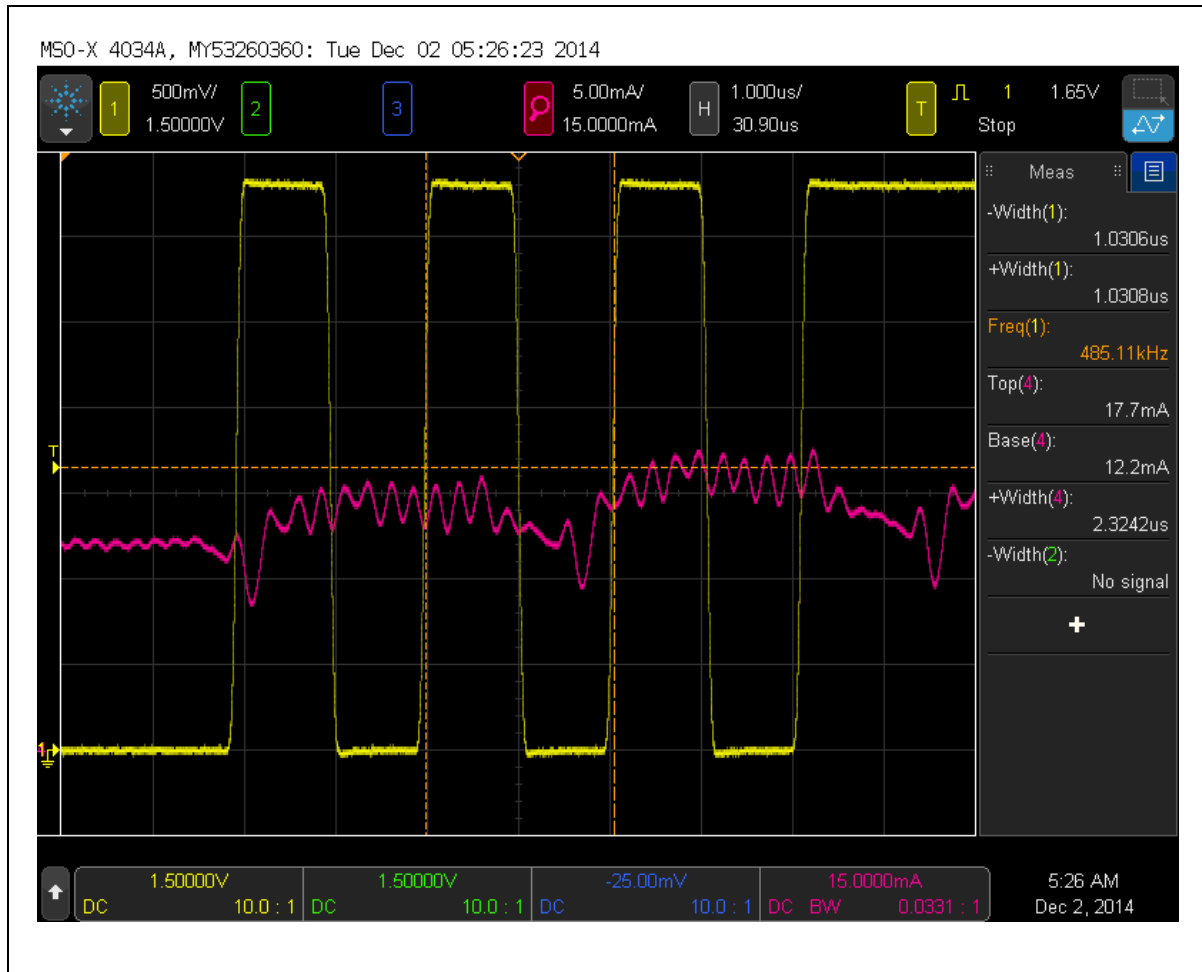 MSO-X 4034A, MY53260360: Tue Dec 02 05:26:23 2014
1 500mV/ 2 3 5.00mA/ H 1.000us/ T 1 1.65V
1.50000V 15.0000mA 30.90us Stop
Meas
-Width(1):
1.0306us
+Width(1):
1.0308us
Freq(1):
485.11kHz
Top(4):
17.7mA
Base(4):
12.2mA
+Width(4):
2.3242us
-Width(2):
No signal
+
T
1.50000V 1.50000V -25.00mV 15.0000mA 5:26 AM
DC 10.0 : 1 DC 10.0 : 1 DC 10.0 : 1 DC BW 0.0331 : 1 Dec 2, 2014